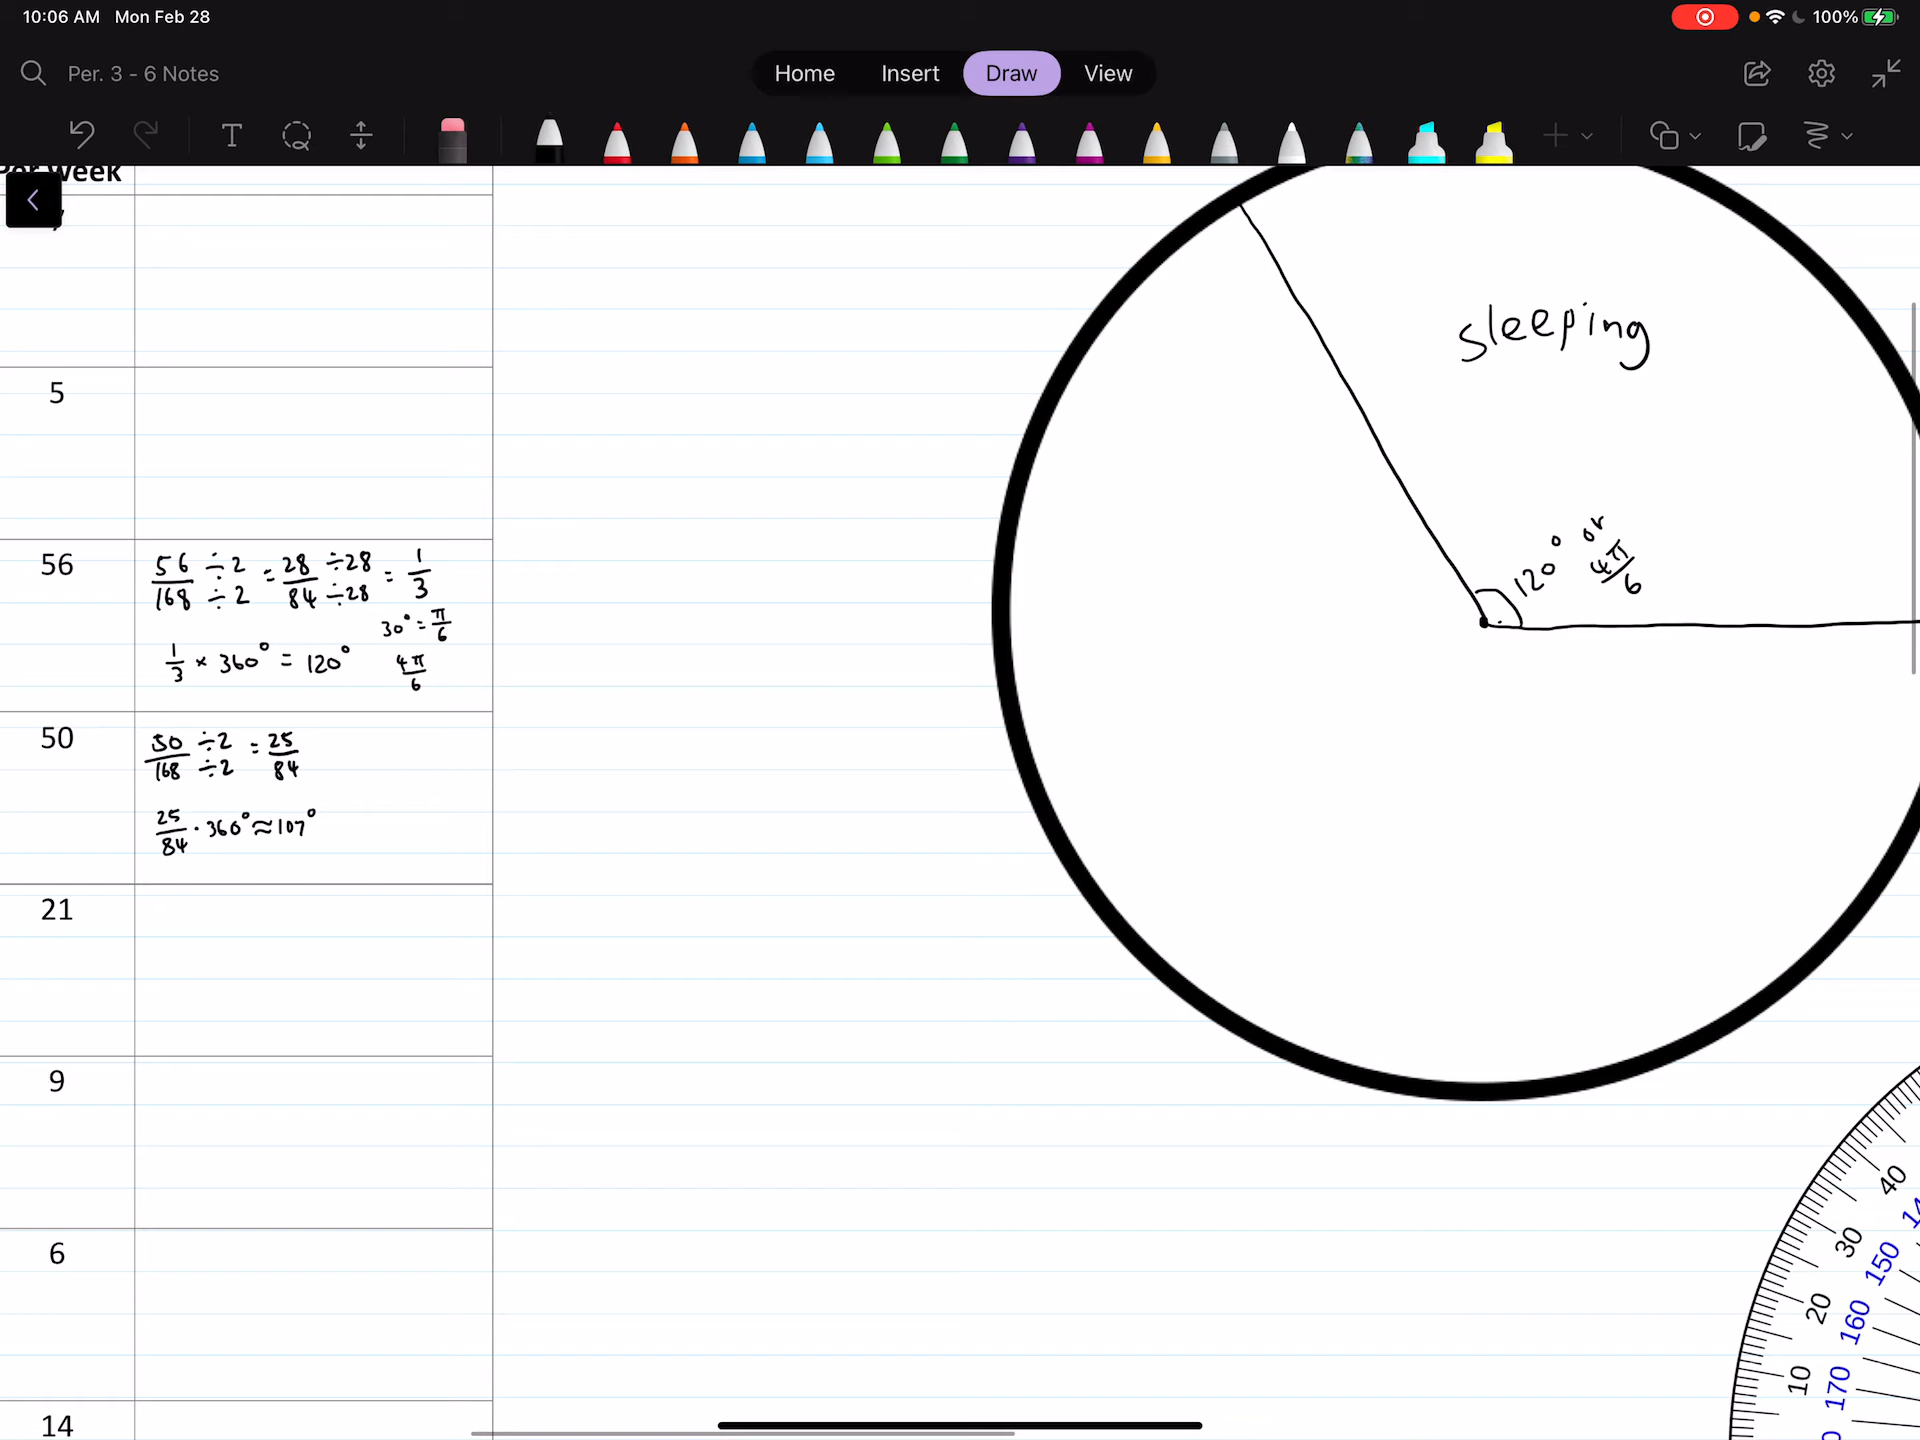 10:06 AM Mon Feb 28
100%
Per. 3 - 6 Notes
Home Insert Draw View
Week
5
56
56/168 ÷2/÷2 = 28/84 ÷28/÷28 = 1/3
30° = π/6
1/3 × 360° = 120°
4π/6
50
50/168 ÷2/÷2 = 25/84
25/84 · 360° ≈ 107°
21
9
6
14
sleeping
120° or 4π/6
40
30
150
20
160
10
170